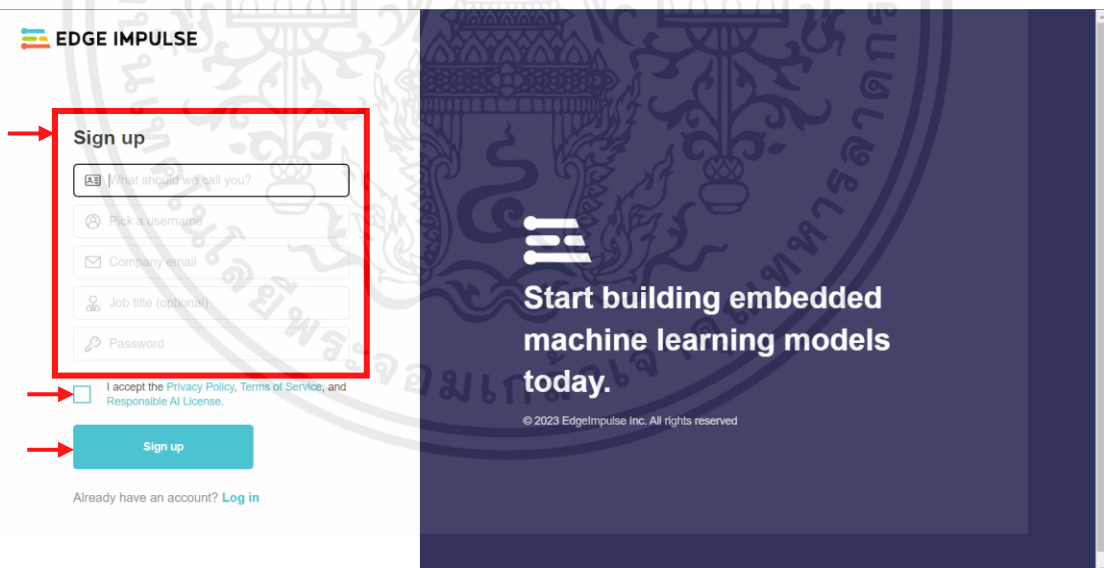 EDGE IMPULSE
Sign up
What should we call you?
Pick a username
Company email
Job title (optional)
Password
I accept the Privacy Policy, Terms of Service, and
Responsible AI License.
Sign up
Already have an account? Log in
Start building embedded
machine learning models
today.
© 2023 EdgeImpulse Inc. All rights reserved